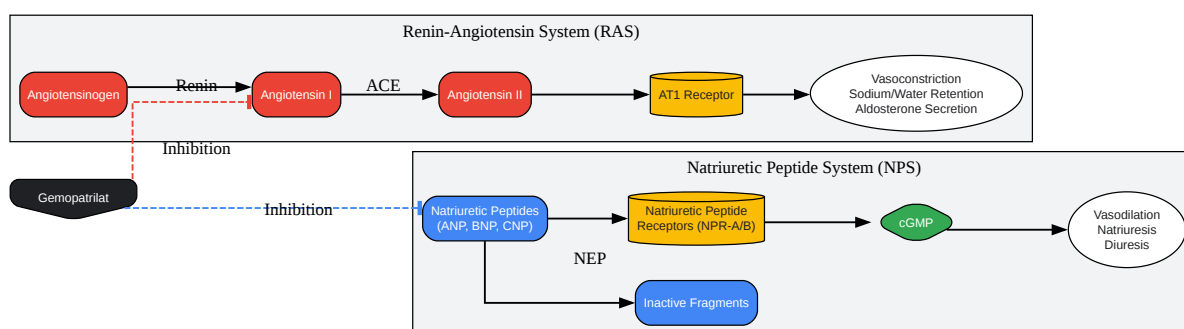 Renin-Angiotensin System (RAS)
Angiotensinogen
Renin
Angiotensin I
ACE
Angiotensin II
AT1 Receptor
Vasoconstriction
Sodium/Water Retention
Aldosterone Secretion
Inhibition
Gemopatrilat
Inhibition
Natriuretic Peptide System (NPS)
Natriuretic Peptides
(ANP, BNP, CNP)
Natriuretic Peptide
Receptors (NPR-A/B)
cGMP
Vasodilation
Natriuresis
Diuresis
NEP
Inactive Fragments